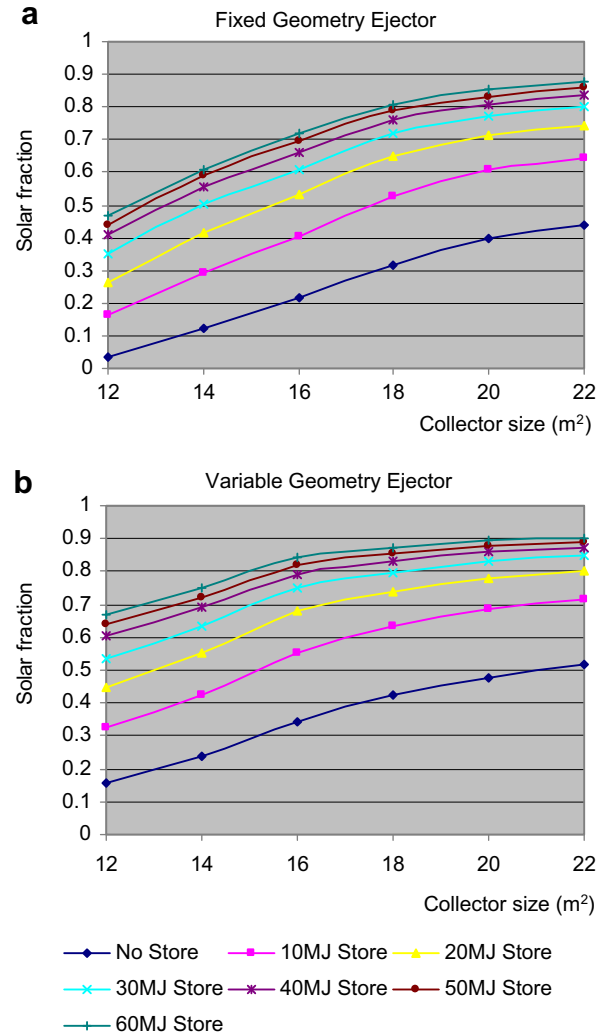 a
Fixed Geometry Ejector
1
0.9
0.8
0.7
0.6
0.5
0.4
0.3
0.2
0.1
0
Solar fraction
12 14 16 18 20 22
Collector size (m²)
b
Variable Geometry Ejector
1
0.9
0.8
0.7
0.6
0.5
0.4
0.3
0.2
0.1
0
Solar fraction
12 14 16 18 20 22
Collector size (m²)
No Store 10MJ Store 20MJ Store
30MJ Store 40MJ Store 50MJ Store
60MJ Store